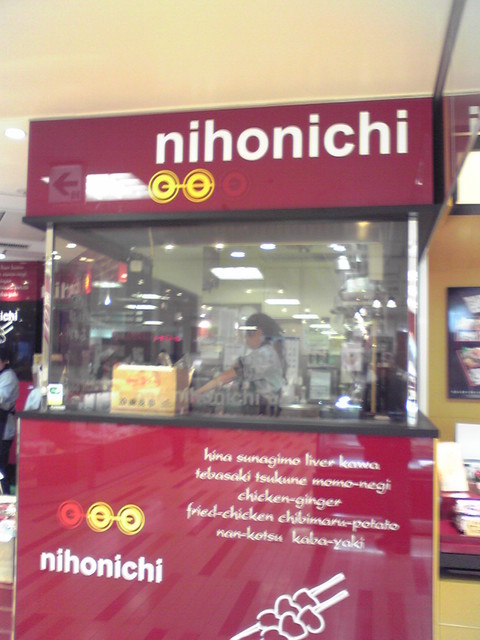 nihonichi
hina sunagimo liver kawa
tebasaki tsukune momo-negi
chicken-ginger
fried-chicken chibimaru-potato
nan-kotsu kaba-yaki
nihonichi